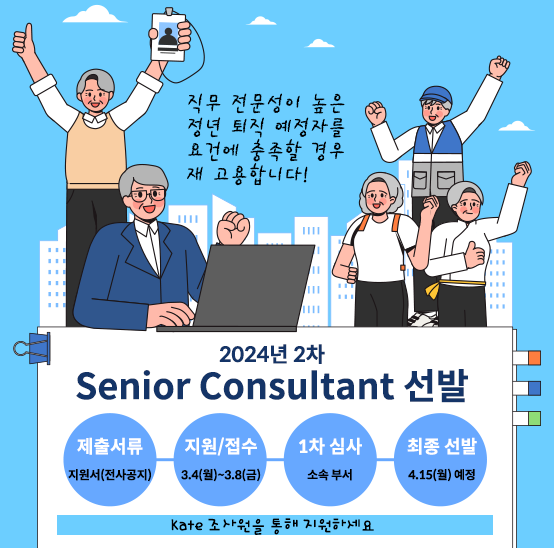 직무 전문성이 높은
정년 퇴직 예정자를
요건에 충족할 경우
재 고용합니다!
2024년 2차
Senior Consultant 선발
제출서류
지원서(전사공지)
지원/접수
3.4(월)~3.8(금)
1차 심사
소속 부서
최종 선발
4.15(월) 예정
Kate 조사원을 통해 지원하세요